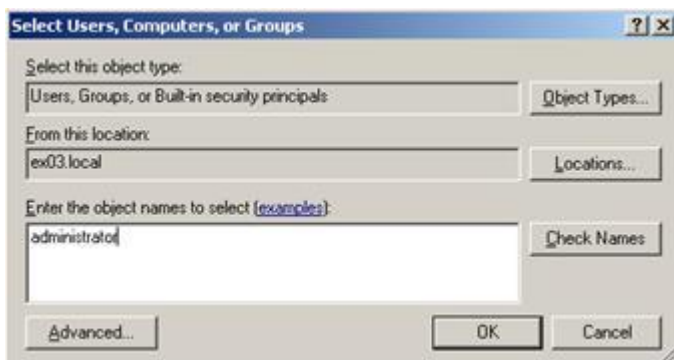 Select Users, Computers, or Groups
Select this object type:
Users, Groups, or Built-in security principals
Object Types...
From this location:
ex03.local
Locations...
Enter the object names to select (examples):
administrator
Check Names
Advanced...
OK
Cancel